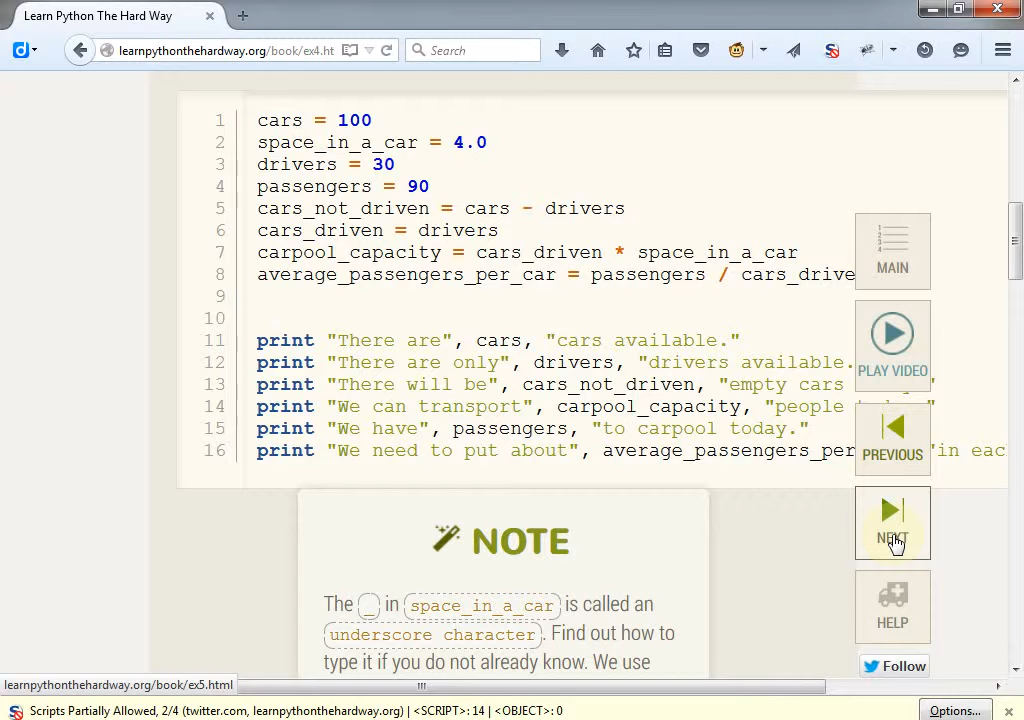 Learn Python The Hard Way
learnpythonthehardway.org/book/ex4.ht
Search
1 cars = 100
2 space_in_a_car = 4.0
3 drivers = 30
4 passengers = 90
5 cars_not_driven = cars - drivers
6 cars_driven = drivers
7 carpool_capacity = cars_driven * space_in_a_car
8 average_passengers_per_car = passengers / cars_drive
9
10
11 print "There are", cars, "cars available."
12 print "There are only", drivers, "drivers available.
13 print "There will be", cars_not_driven, "empty cars
14 print "We can transport", carpool_capacity, "people
15 print "We have", passengers, "to carpool today."
16 print "We need to put about", average_passengers_per "in eac
MAIN
PLAY VIDEO
PREVIOUS
NEXT
HELP
Follow
NOTE
The _ in space_in_a_car is called an
underscore character. Find out how to
type it if you do not already know. We use
learnpythonthehardway.org/book/ex5.html
Scripts Partially Allowed, 2/4 (twitter.com, learnpythonthehardway.org) | <SCRIPT>: 14 | <OBJECT>: 0
Options...